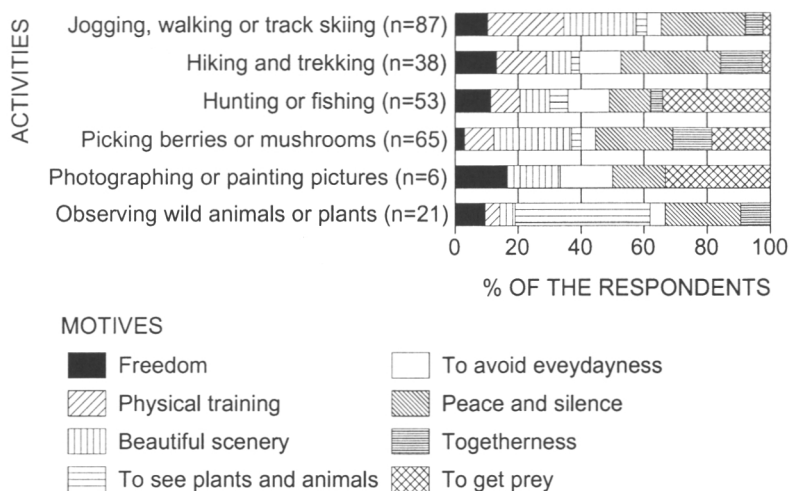 ACTIVITIES
Jogging, walking or track skiing (n=87)
Hiking and trekking (n=38)
Hunting or fishing (n=53)
Picking berries or mushrooms (n=65)
Photographing or painting pictures (n=6)
Observing wild animals or plants (n=21)
0 20 40 60 80 100
% OF THE RESPONDENTS
MOTIVES
Freedom
Physical training
Beautiful scenery
To see plants and animals
To avoid eveydayness
Peace and silence
Togetherness
To get prey